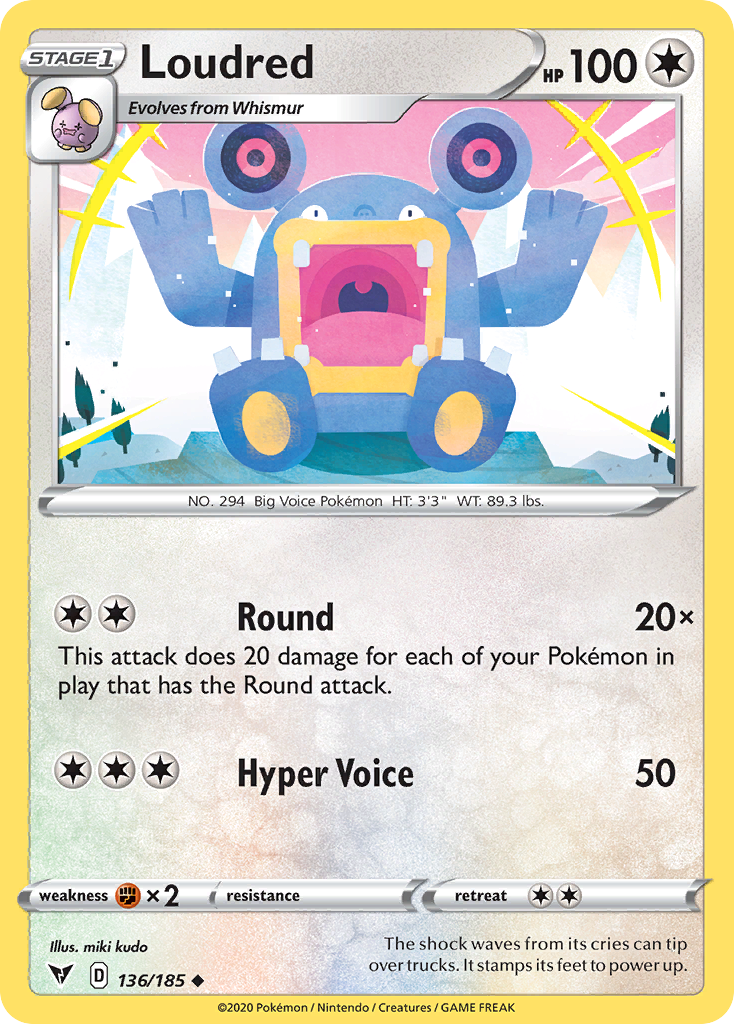 STAGE 1
Loudred
HP 100
Evolves from Whismur
NO. 294 Big Voice Pokémon HT: 3'3" WT: 89.3 lbs.
Round 20×
This attack does 20 damage for each of your Pokémon in
play that has the Round attack.
Hyper Voice 50
weakness ×2 resistance retreat
Illus. miki kudo
The shock waves from its cries can tip
over trucks. It stamps its feet to power up.
D 136/185
©2020 Pokémon / Nintendo / Creatures / GAME FREAK